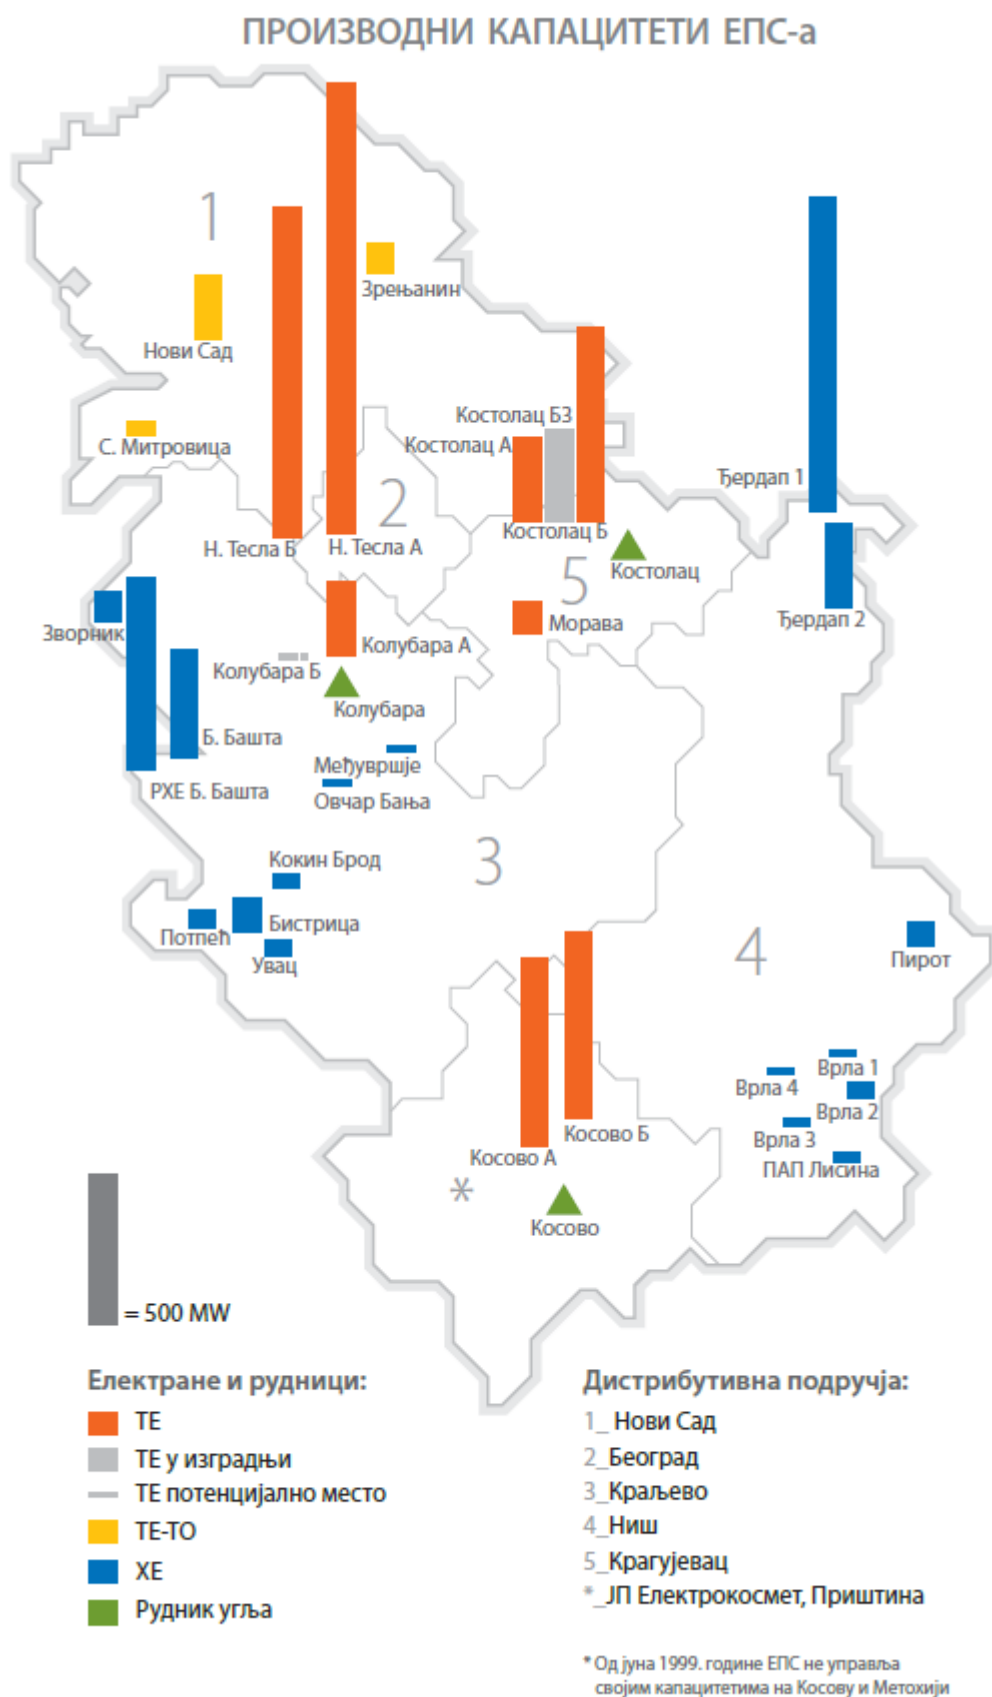 ПРОИЗВОДНИ КАПАЦИТЕТИ ЕПС-а
1
Зрењанин
Нови Сад
Костолац Б3
С. Митровица
Костолац А
Ђердап 1
2
Н. Тесла Б
Н. Тесла А
Костолац Б
Костолац
5
Зворник
Морава
Ђердап 2
Колубара А
Колубара Б
Колубара
Б. Башта
Међувршје
РХЕ Б. Башта
Овчар Бања
3
Кокин Брод
Бистрица
Потпећ
Увац
4
Пирот
Врла 1
Врла 4
Врла 2
Косово Б
Врла 3
Косово А
ПАП Лисина
*
Косово
= 500 MW
Електране и рудници:
ТЕ
ТЕ у изградњи
ТЕ потенцијално место
ТЕ-ТО
ХЕ
Рудник угља
Дистрибутивна подручја:
1_ Нови Сад
2_Београд
3_Краљево
4_Ниш
5_Крагујевац
*_ЈП Електрокосмет, Приштина
* Од јуна 1999. године ЕПС не управља
својим капацитетима на Косову и Метохији